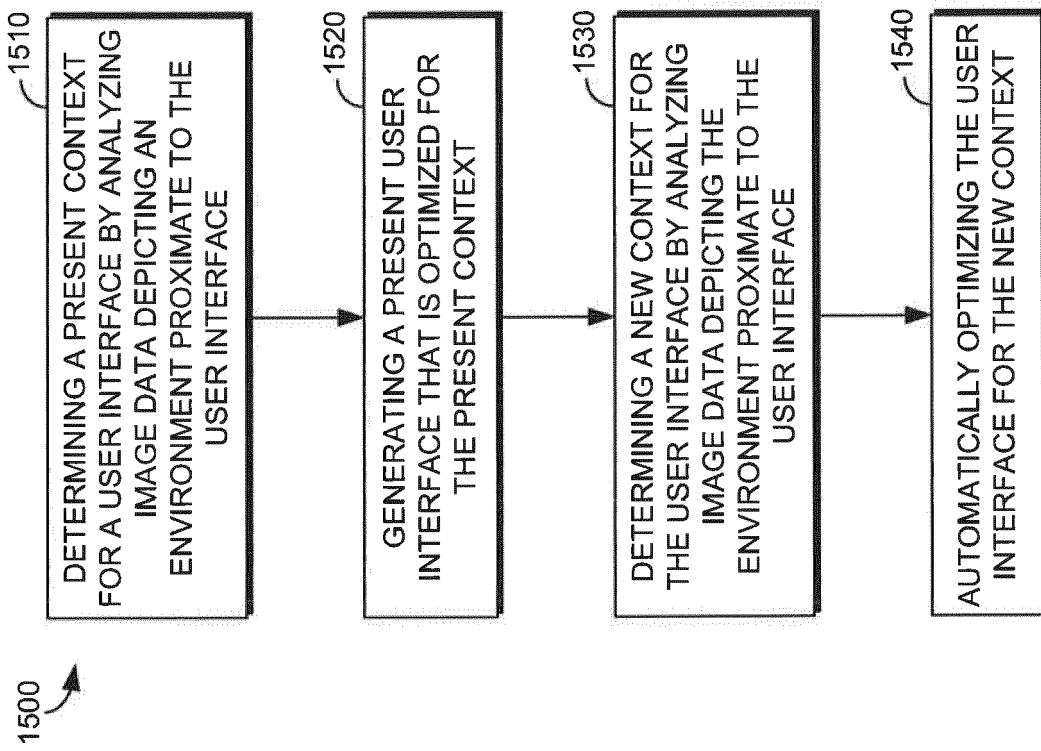 1500
1510
DETERMINING A PRESENT CONTEXT
FOR A USER INTERFACE BY ANALYZING
IMAGE DATA DEPICTING AN
ENVIRONMENT PROXIMATE TO THE
USER INTERFACE
1520
GENERATING A PRESENT USER
INTERFACE THAT IS OPTIMIZED FOR
THE PRESENT CONTEXT
1530
DETERMINING A NEW CONTEXT FOR
THE USER INTERFACE BY ANALYZING
IMAGE DATA DEPICTING THE
ENVIRONMENT PROXIMATE TO THE
USER INTERFACE
1540
AUTOMATICALLY OPTIMIZING THE USER
INTERFACE FOR THE NEW CONTEXT